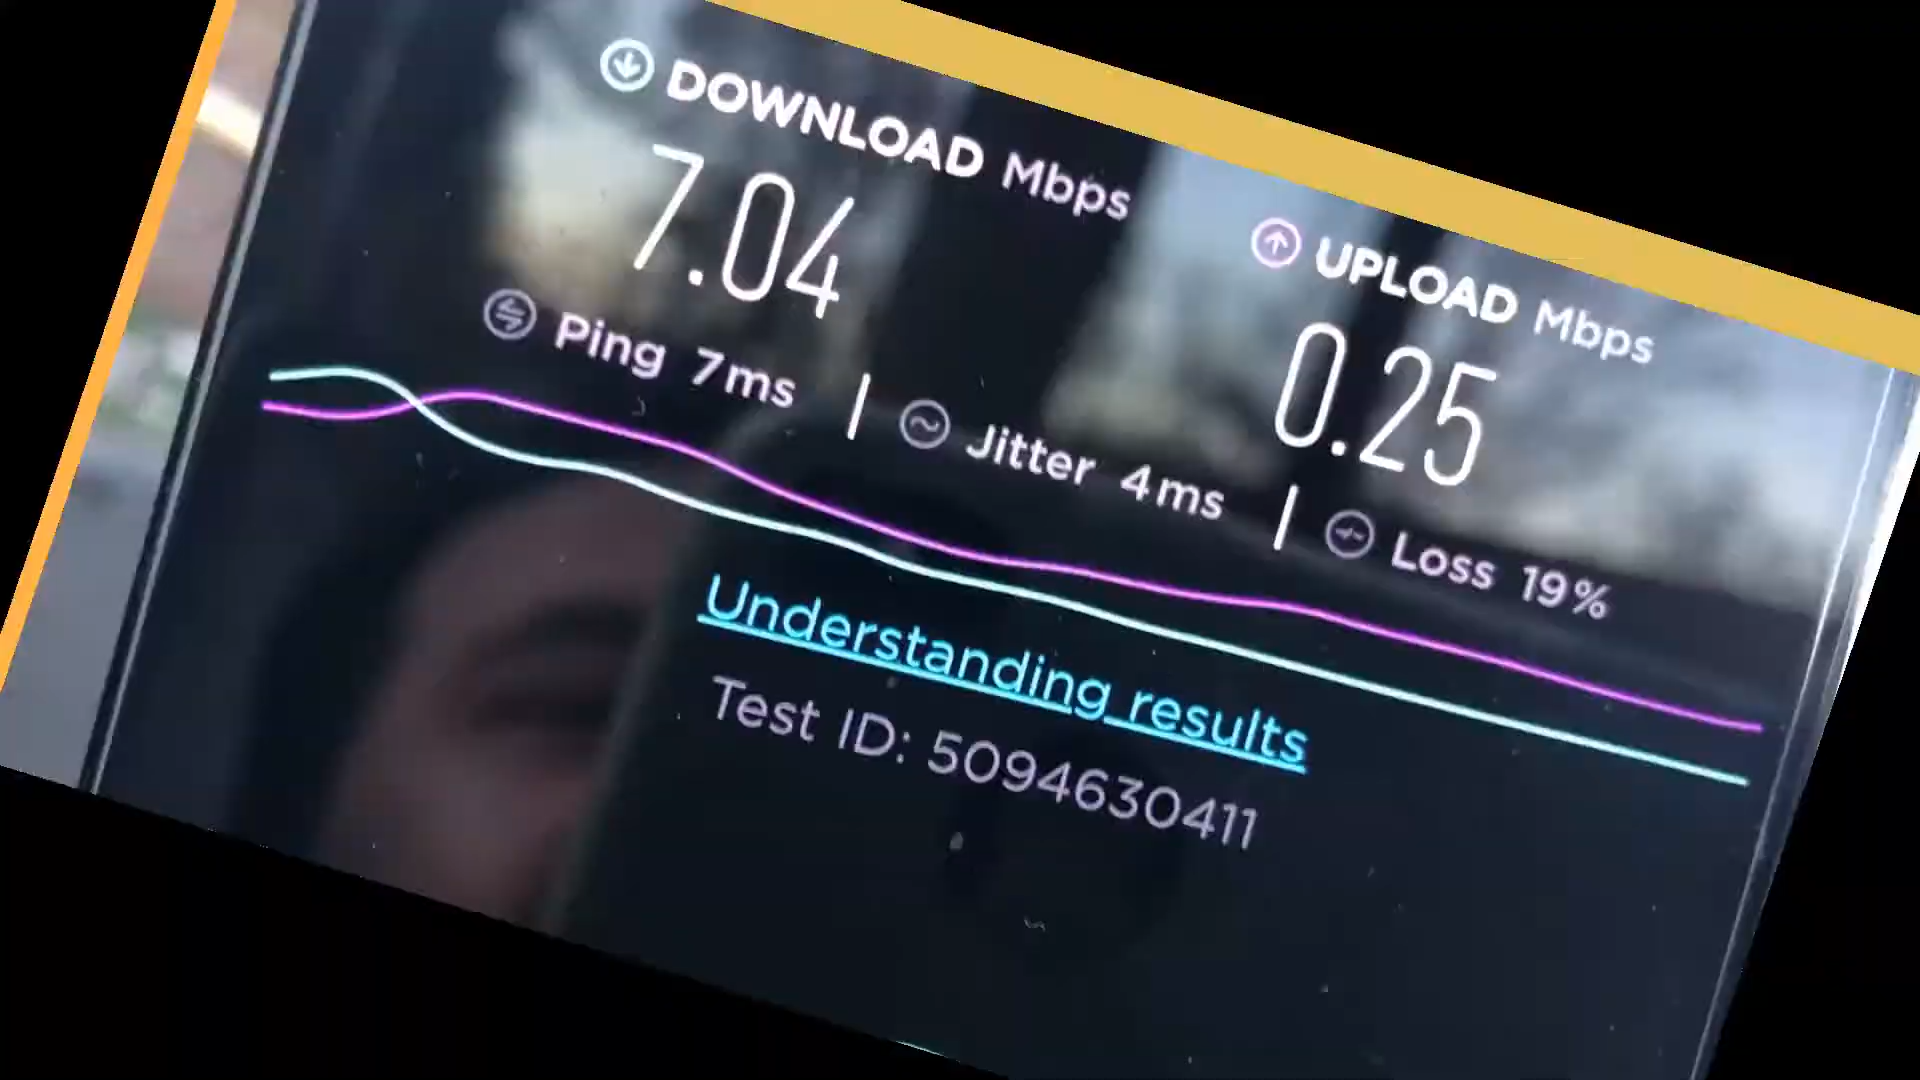 DOWNLOAD Mbps
7.04
UPLOAD Mbps
0.25
Ping 7ms | Jitter 4ms | Loss 19%
Understanding results
Test ID: 5094630411